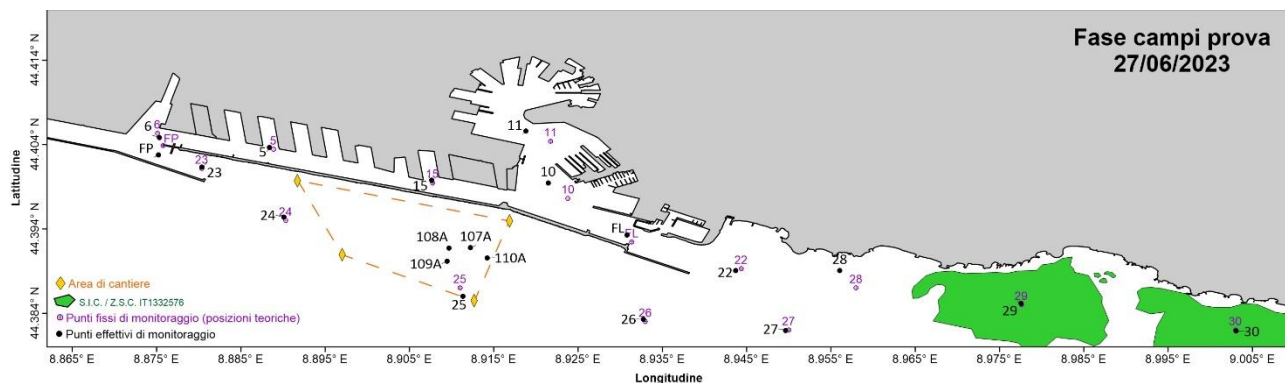 Fase campi prova
27/06/2023
44.414° N
44.404° N
44.394° N
44.384° N
Latitudine
6
6
FP
FP
5
5
23
23
24
24
15
15
11
11
10
10
FL
FL
108A
107A
109A
110A
25
25
22
22
28
28
26
26
27
27
29
29
30
30
Area di cantiere
S.I.C. / Z.S.C. IT1332576
Punti fissi di monitoraggio (posizioni teoriche)
Punti effettivi di monitoraggio
8.865° E
8.875° E
8.885° E
8.895° E
8.905° E
8.915° E
8.925° E
8.935° E
8.945° E
8.955° E
8.965° E
8.975° E
8.985° E
8.995° E
9.005° E
Longitudine